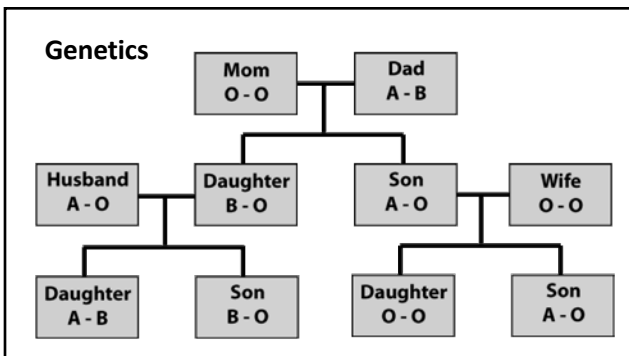 Genetics
Mom
O - O
Dad
A - B
Husband
A - O
Daughter
B - O
Son
A - O
Wife
O - O
Daughter
A - B
Son
B - O
Daughter
O - O
Son
A - O